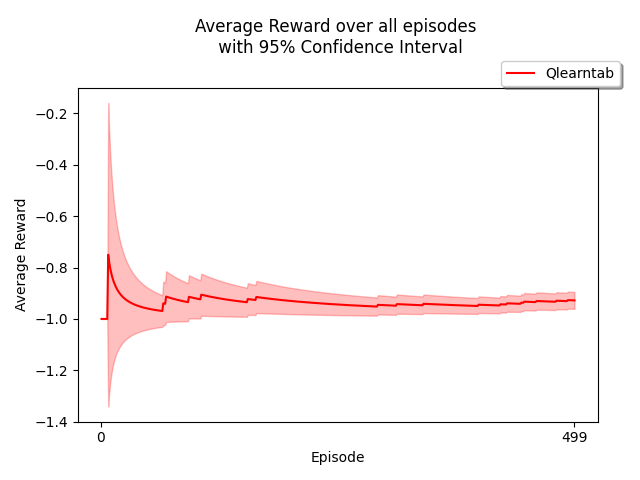 Average Reward over all episodes
with 95% Confidence Interval
Qlearntab
−0.2
−0.4
−0.6
−0.8
−1.0
−1.2
−1.4
Average Reward
0
499
Episode